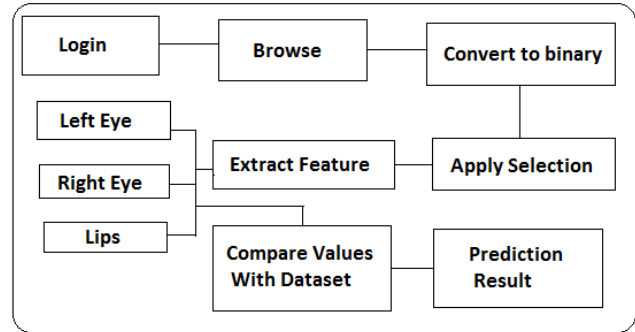 Login
Browse
Convert to binary
Left Eye
Extract Feature
Apply Selection
Right Eye
Lips
Compare Values
With Dataset
Prediction
Result